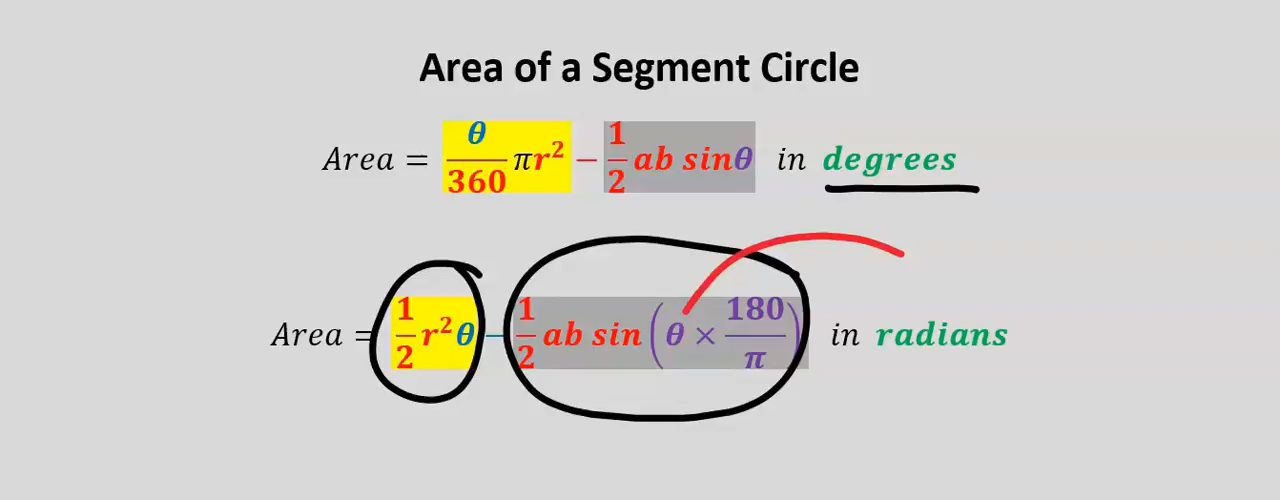 Area of a Segment Circle
Area = θ/360 πr² − 1/2 ab sinθ in degrees
Area = 1/2 r²θ − 1/2 ab sin(θ × 180/π) in radians